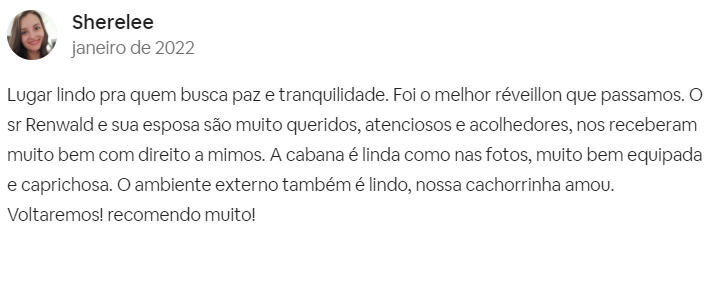 Sherelee
janeiro de 2022
Lugar lindo pra quem busca paz e tranquilidade. Foi o melhor réveillon que passamos. O
sr Renwald e sua esposa são muito queridos, atenciosos e acolhedores, nos receberam
muito bem com direito a mimos. A cabana é linda como nas fotos, muito bem equipada
e caprichosa. O ambiente externo também é lindo, nossa cachorrinha amou.
Voltaremos! recomendo muito!